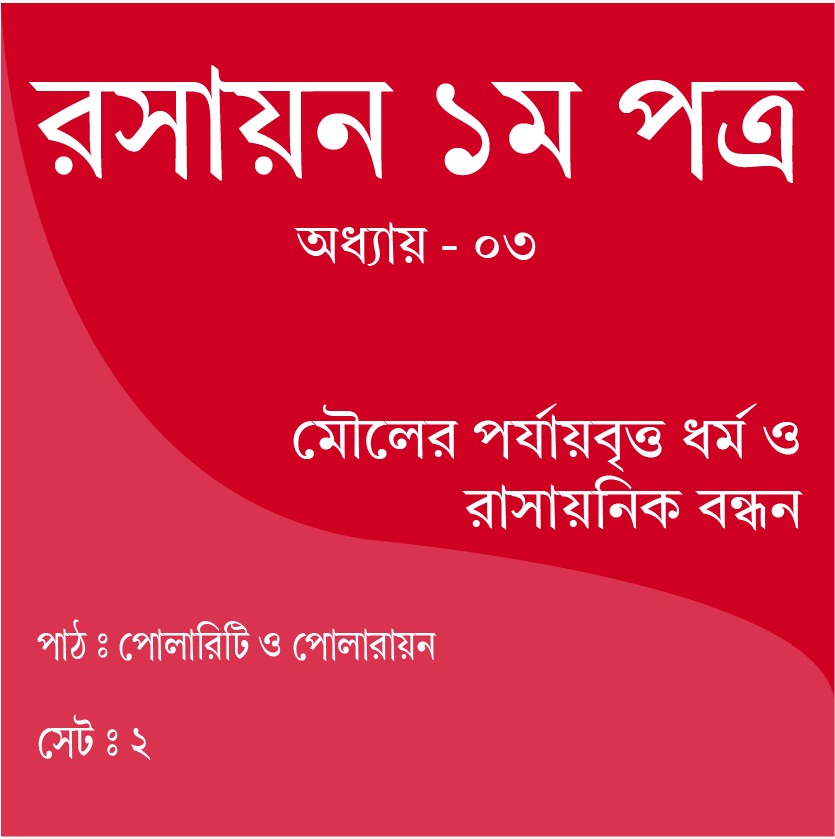 রসায়ন ১ম পত্র
অধ্যায় - ০৩
মৌলের পর্যায়বৃত্ত ধর্ম ও
রাসায়নিক বন্ধন
পাঠ ঃ পোলারিটি ও পোলারায়ন
সেট ঃ ২